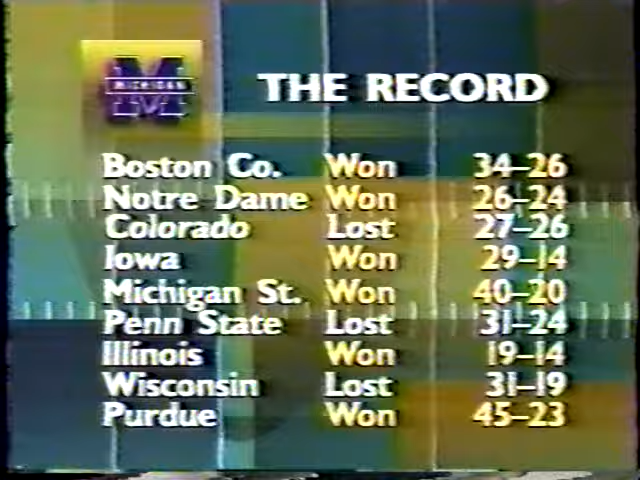 MICHIGAN
THE RECORD
Boston Co. Won 34–26
Notre Dame Won 26–24
Colorado Lost 27–26
Iowa Won 29–14
Michigan St. Won 40–20
Penn State Lost 31–24
Illinois Won 19–14
Wisconsin Lost 31–19
Purdue Won 45–23